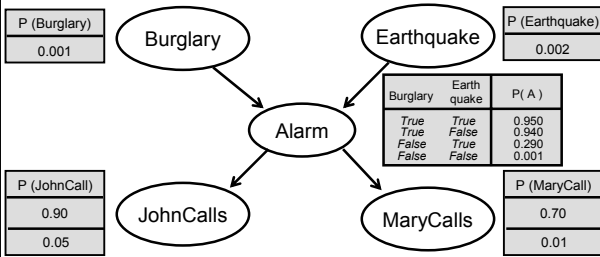 P (Burglary)
0.001
Burglary
Earthquake
P (Earthquake)
0.002
Burglary Earth quake P( A )
True True 0.950
True False 0.940
False True 0.290
False False 0.001
Alarm
P (JohnCall)
0.90
0.05
JohnCalls
MaryCalls
P (MaryCall)
0.70
0.01